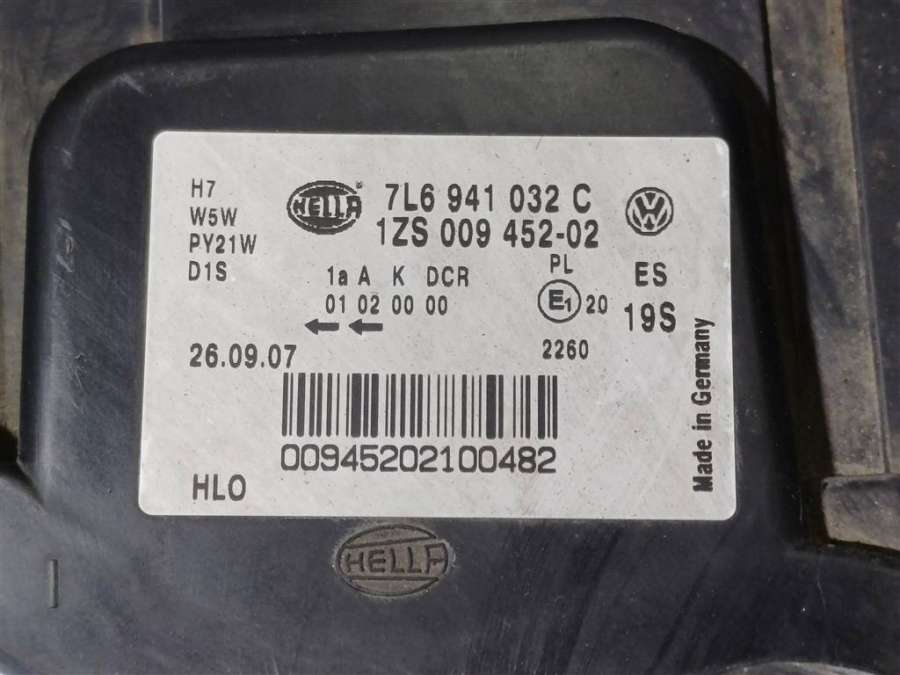 H7
W5W
PY21W
D1S
HELLA
7L6 941 032 C
1ZS 009 452-02
1a A K DCR
01 02 00 00
PL
E1 20
2260
ES
19S
26.09.07
00945202100482
HLO
Made in Germany
HELLA